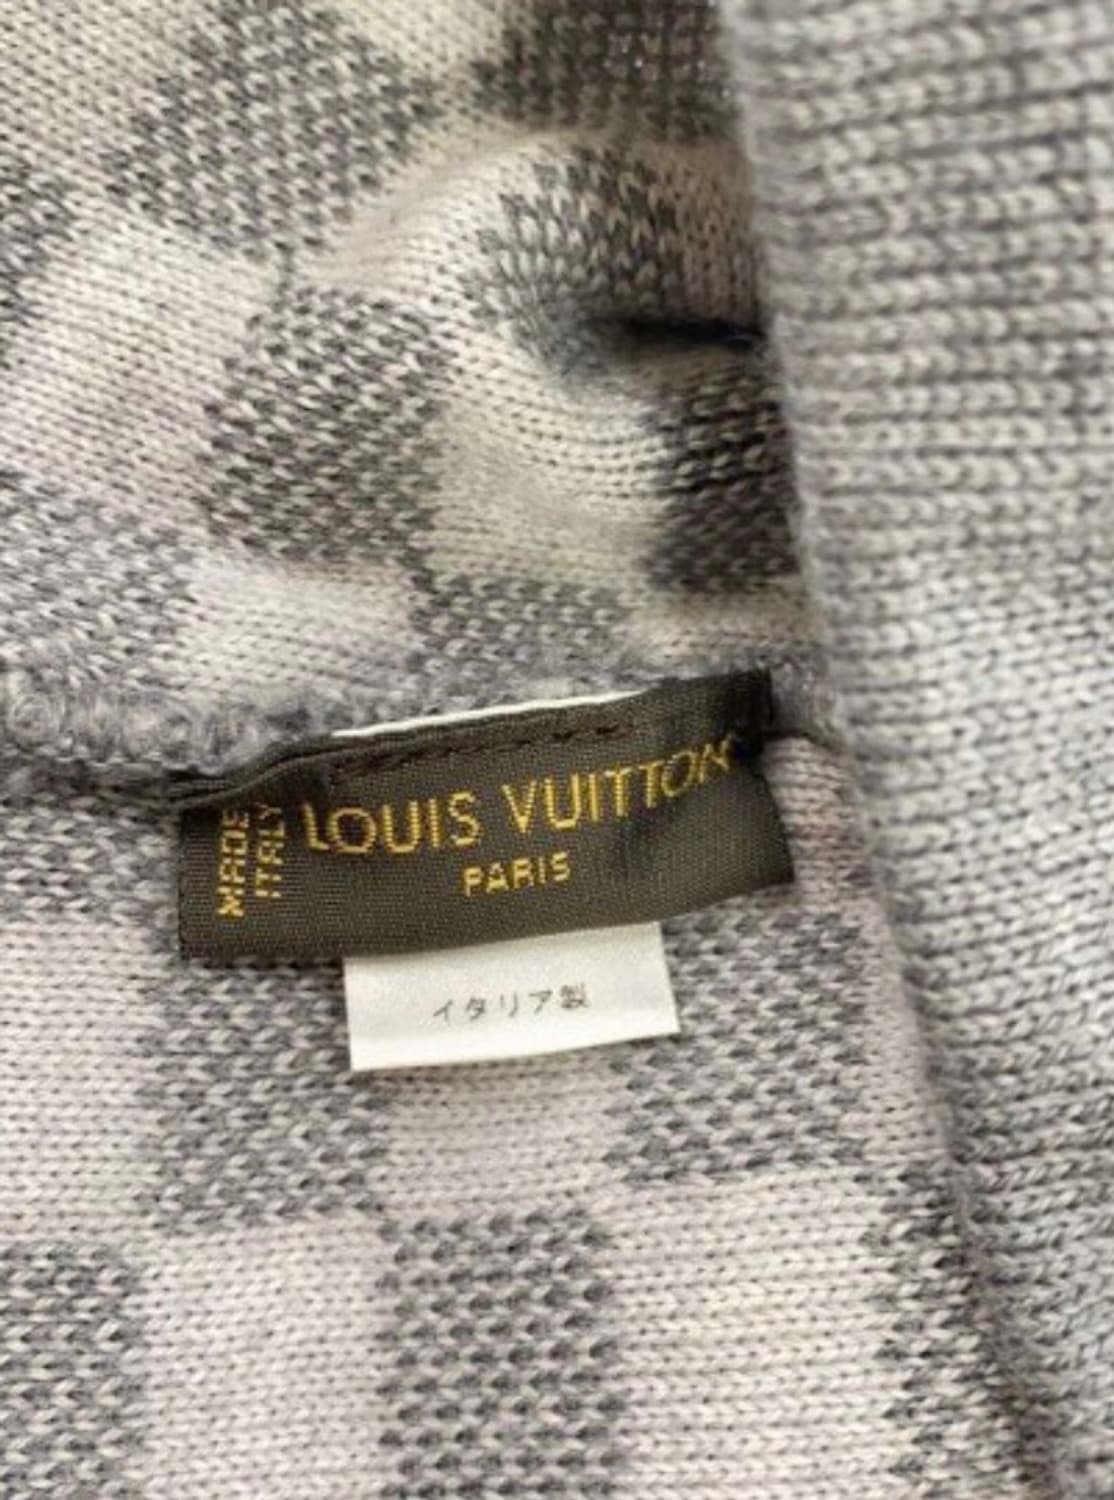 MADE
ITALY
LOUIS VUITTON
PARIS
イタリア製